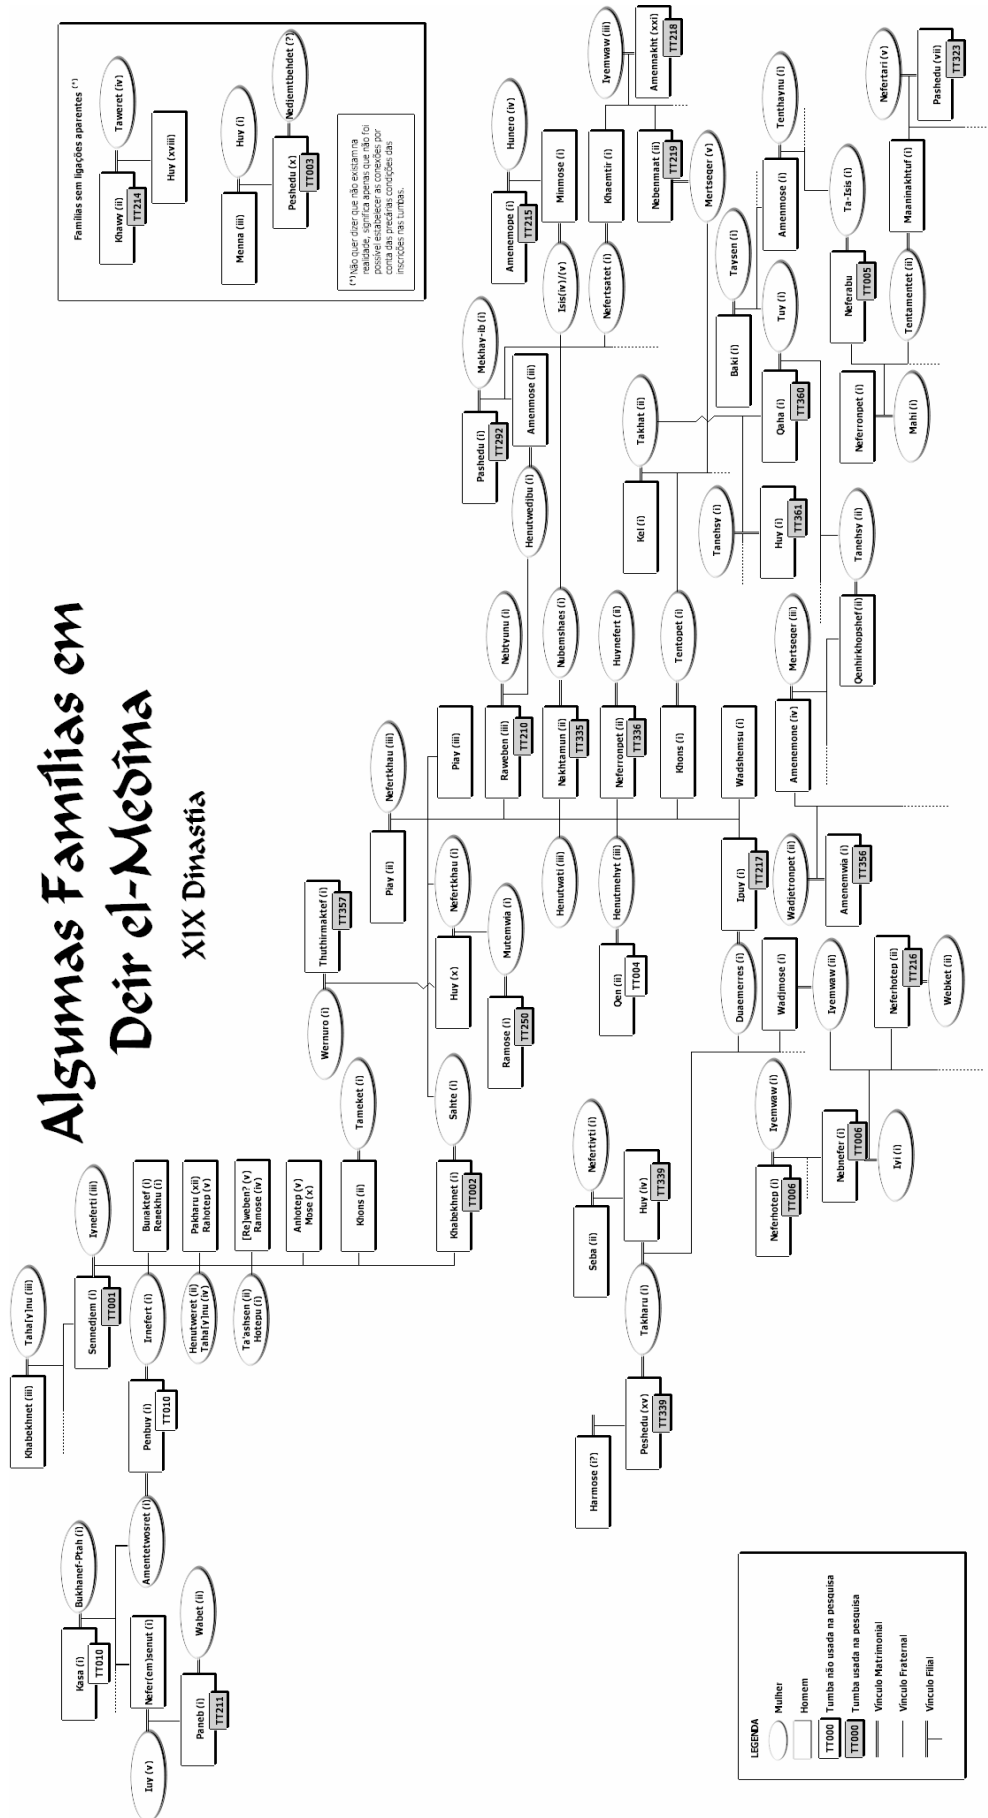 Algumas Famílias em
Deir el-Medîna
XIX Dinastia
Khabekhnet (iii)
Taha[y]nu (iii)
Sennedjem (i)
TT001
Iyneferti (iii)
Kasa (i)
TT010
Bukhanef-Ptah (i)
Amentetwosret (i)
Penbuy (i)
TT010
Irnefert (i)
Bunaktef (i)
Renekhu (i)
Nefer(em)senut (i)
Iuy (v)
Paneb (i)
TT211
Wabet (ii)
Henutweret (ii)
Taha[y]nu (iv)
Pakharu (xii)
Rahotep (v)
Ta'ashsen (ii)
Hotepu (i)
[Re]weben? (v)
Ramose (iv)
Anhotep (v)
Mose (x)
Khons (ii)
Tameket (i)
Khabekhnet (i)
TT002
Sahte (i)
Wernuro (i)
Thuthirmaktef (i)
TT357
Piay (ii)
Nefertkhau (iii)
Huy (x)
Nefertkhau (i)
Piay (iii)
Ramose (i)
TT250
Mutemwia (i)
Raweben (iii)
TT210
Nebtyunu (i)
Henutwedjbu (i)
Amenmose (iii)
Pashedu (i)
TT292
Mekhay-ib (i)
Henutwati (iii)
Nakhtamun (ii)
TT335
Nubemshaes (i)
Isis(iv)/(v)
Minmose (i)
Amenemope (i)
TT215
Hunero (iv)
Qen (ii)
TT004
Henutmehyt (i)
Neferronpet (ii)
TT336
Huynefert (ii)
Nefertsatet (i)
Khaemtir (i)
Iyemwaw (iii)
Amennakht (xxi)
TT218
Nebenmaat (ii)
TT219
Mertseger (v)
Khons (i)
Tentopet (i)
Kel (i)
Takhat (ii)
Wadshemsu (i)
Duaemerres (i)
Ipuy (i)
TT217
Wadjmose (i)
Iyemwaw (ii)
Wadjetronpet (ii)
Amenemwia (i)
TT356
Amenemone (iv)
Mertseger (ii)
Qenhirkhopshef (ii)
Tanehsy (ii)
Tanehsy (i)
Huy (i)
TT361
Qaha (i)
TT360
Tuy (i)
Baki (i)
Taysen (i)
Amenmose (i)
Tenthaynu (i)
Neferabu
TT005
Ta-Isis (i)
Neferronpet (i)
Mahi (i)
Tentamentet (ii)
Maaninakhtuf (i)
Nefertari (v)
Pashedu (vii)
TT323
Harmose (i?)
Peshedu (xv)
TT339
Takharu (i)
Seba (ii)
Nefertiyti (i)
Huy (iv)
TT339
Neferhotep (i)
TT006
Iyemwaw (i)
Nebnefer (i)
TT006
Iyi (i)
Neferhotep (ii)
TT216
Webket (ii)
Famílias sem ligações aparentes (*)
Khawy (ii)
TT214
Taweret (iv)
Huy (xviii)
Menna (iii)
Huy (i)
Peshedu (x)
TT003
Nedjemtbehdet (?)
(*)Não quer dizer que não existam na
realidade, significa apenas que não foi
possível estabelecer as conexões por
conta das precárias condições das
inscrições nas tumbas.
LEGENDA
Mulher
Homem
TT000 Tumba não usada na pesquisa
TT000 Tumba usada na pesquisa
Vínculo Matrimonial
Vínculo Fraternal
Vínculo Filial